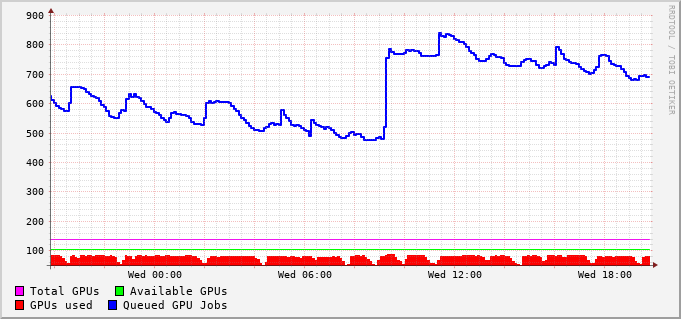 900
800
700
600
500
400
300
200
100
Wed 00:00 Wed 06:00 Wed 12:00 Wed 18:00
Total GPUs Available GPUs
GPUs used Queued GPU Jobs
RRDTOOL / TOBI OETIKER